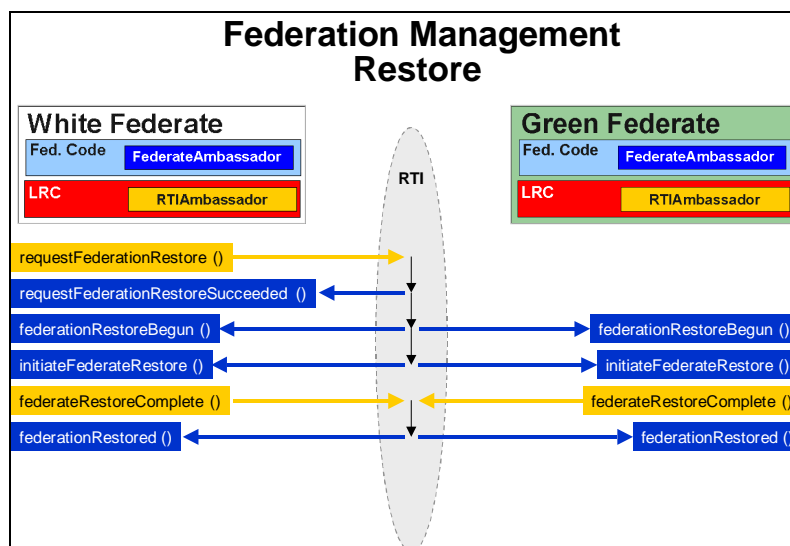 Federation Management
Restore
White Federate
Fed. Code
FederateAmbassador
LRC
RTIAmbassador
RTI
Green Federate
Fed. Code
FederateAmbassador
LRC
RTIAmbassador
requestFederationRestore ()
requestFederationRestoreSucceeded ()
federationRestoreBegun ()
federationRestoreBegun ()
initiateFederateRestore ()
initiateFederateRestore ()
federateRestoreComplete ()
federateRestoreComplete ()
federationRestored ()
federationRestored ()